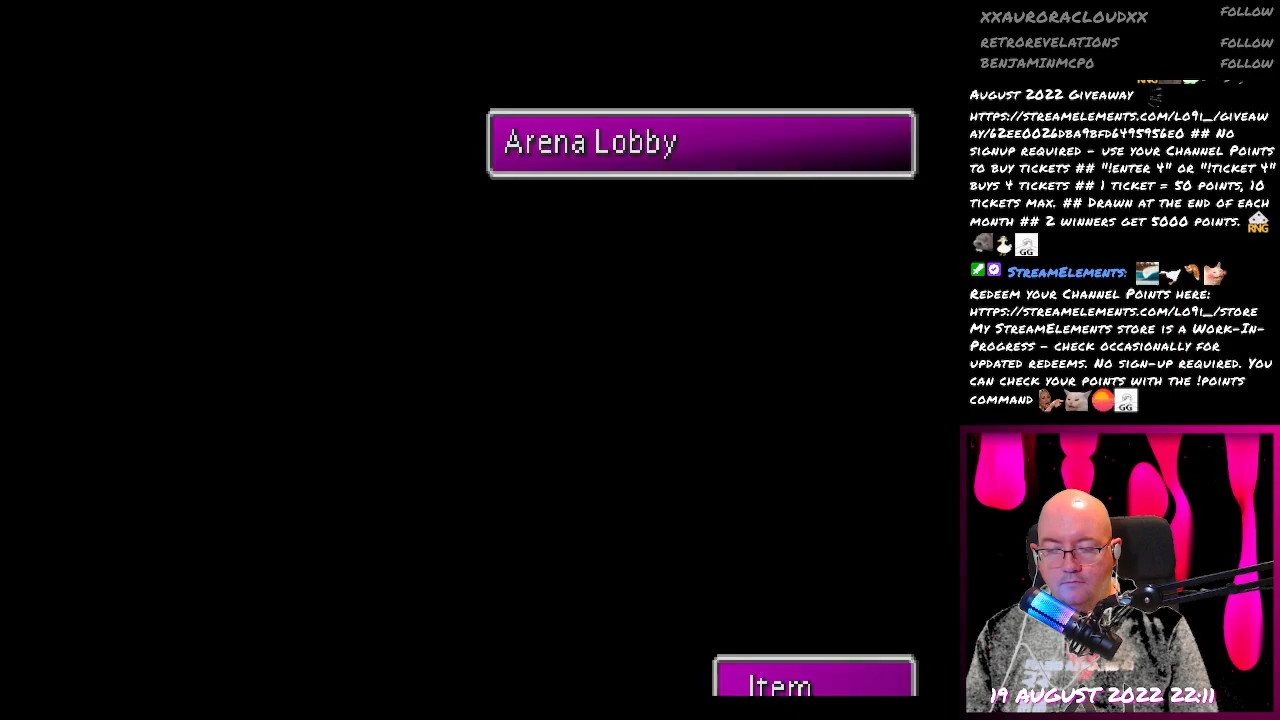 XXAURORACLOUDXX FOLLOW
RETROREVELATIONS FOLLOW
BENJAMINMCPO FOLLOW
AUGUST 2022 GIVEAWAY
HTTPS://STREAMELEMENTS.COM/LO9I_/GIVEAW
AY/62EE0026DBA9BFD6495956E0 ## NO
SIGNUP REQUIRED - USE YOUR CHANNEL POINTS
TO BUY TICKETS ## "!ENTER 4" OR "!TICKET 4"
BUYS 4 TICKETS ## 1 TICKET = 50 POINTS, 10
TICKETS MAX. ## DRAWN AT THE END OF EACH
MONTH ## 2 WINNERS GET 5000 POINTS. RNG
GG
STREAMELEMENTS:
REDEEM YOUR CHANNEL POINTS HERE:
HTTPS://STREAMELEMENTS.COM/LO9I_/STORE
MY STREAMELEMENTS STORE IS A WORK-IN-
PROGRESS - CHECK OCCASIONALLY FOR
UPDATED REDEEMS. NO SIGN-UP REQUIRED. YOU
CAN CHECK YOUR POINTS WITH THE !POINTS
COMMAND GG
Arena Lobby
Item
19 AUGUST 2022 22:11